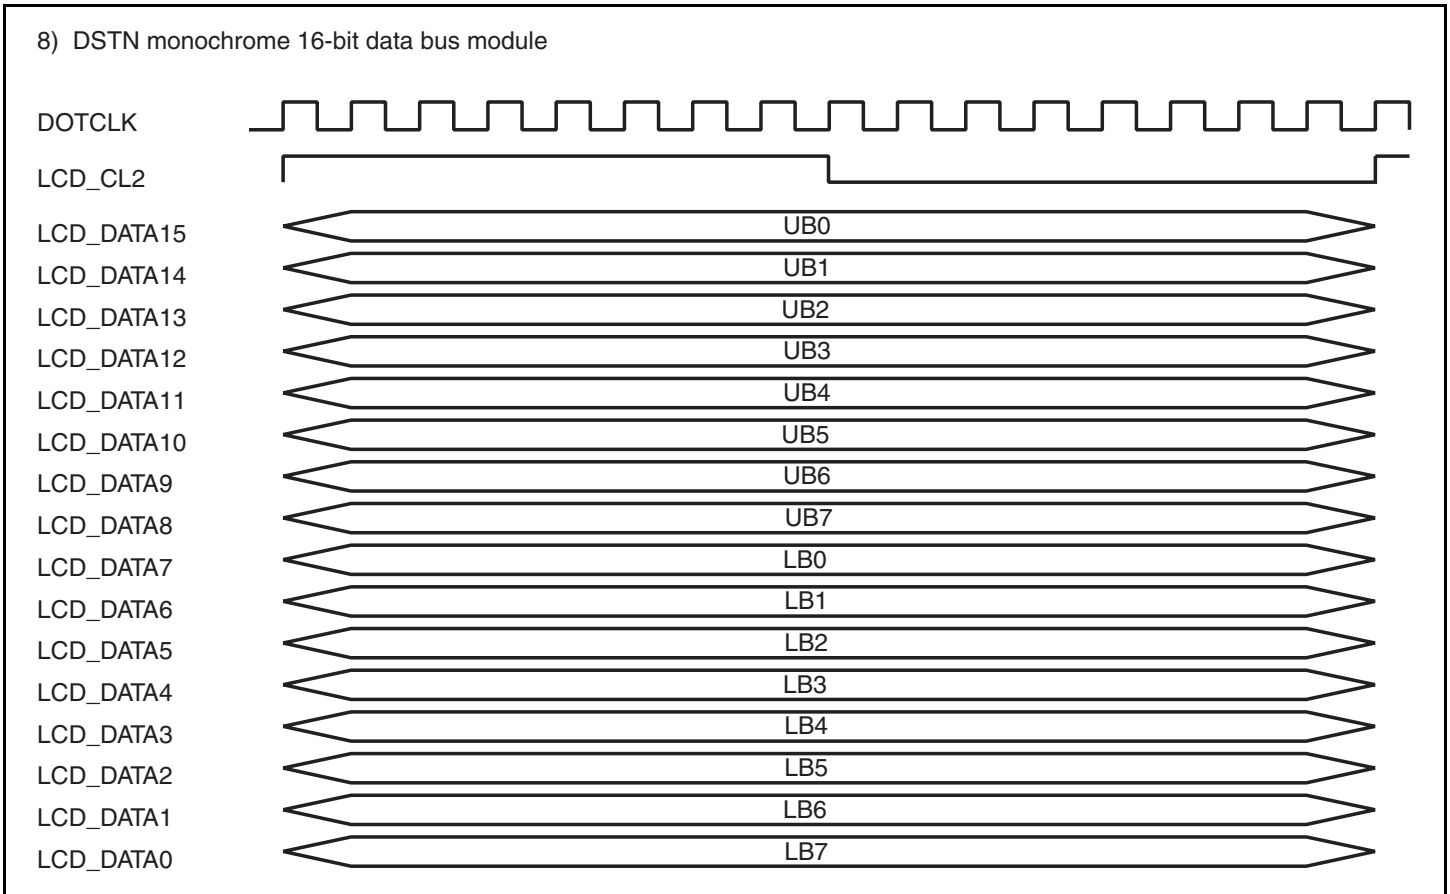 8) DSTN monochrome 16-bit data bus module
DOTCLK
LCD_CL2
LCD_DATA15 UB0
LCD_DATA14 UB1
LCD_DATA13 UB2
LCD_DATA12 UB3
LCD_DATA11 UB4
LCD_DATA10 UB5
LCD_DATA9 UB6
LCD_DATA8 UB7
LCD_DATA7 LB0
LCD_DATA6 LB1
LCD_DATA5 LB2
LCD_DATA4 LB3
LCD_DATA3 LB4
LCD_DATA2 LB5
LCD_DATA1 LB6
LCD_DATA0 LB7